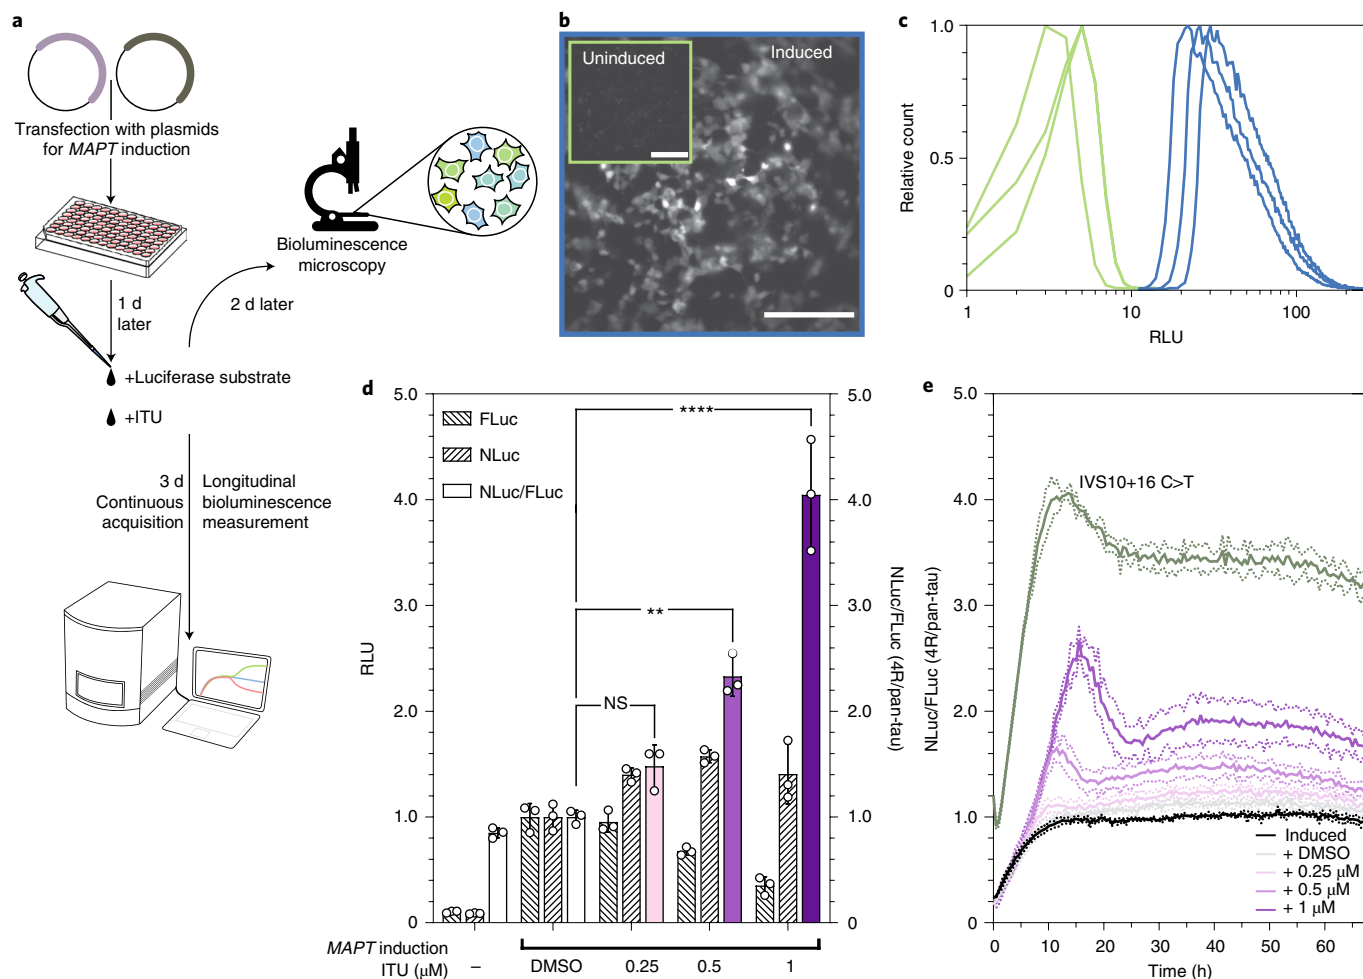 a
Transfection with plasmids
for MAPT induction
1 d
later
2 d later
Bioluminescence
microscopy
+Luciferase substrate
+ITU
3 d
Continuous
acquisition
Longitudinal
bioluminescence
measurement
b
Uninduced
Induced
c
1.0
0.5
0
Relative count
1
10
100
RLU
d
5.0
4.0
3.0
2.0
1.0
0
RLU
FLuc
NLuc
NLuc/FLuc
****
**
NS
5.0
4.0
3.0
2.0
1.0
0
NLuc/FLuc (4R/pan-tau)
MAPT induction
ITU (μM)
–
DMSO
0.25
0.5
1
e
5.0
4.0
3.0
2.0
1.0
0
NLuc/FLuc (4R/pan-tau)
IVS10+16 C>T
Induced
+ DMSO
+ 0.25 μM
+ 0.5 μM
+ 1 μM
0
10
20
30
40
50
60
Time (h)